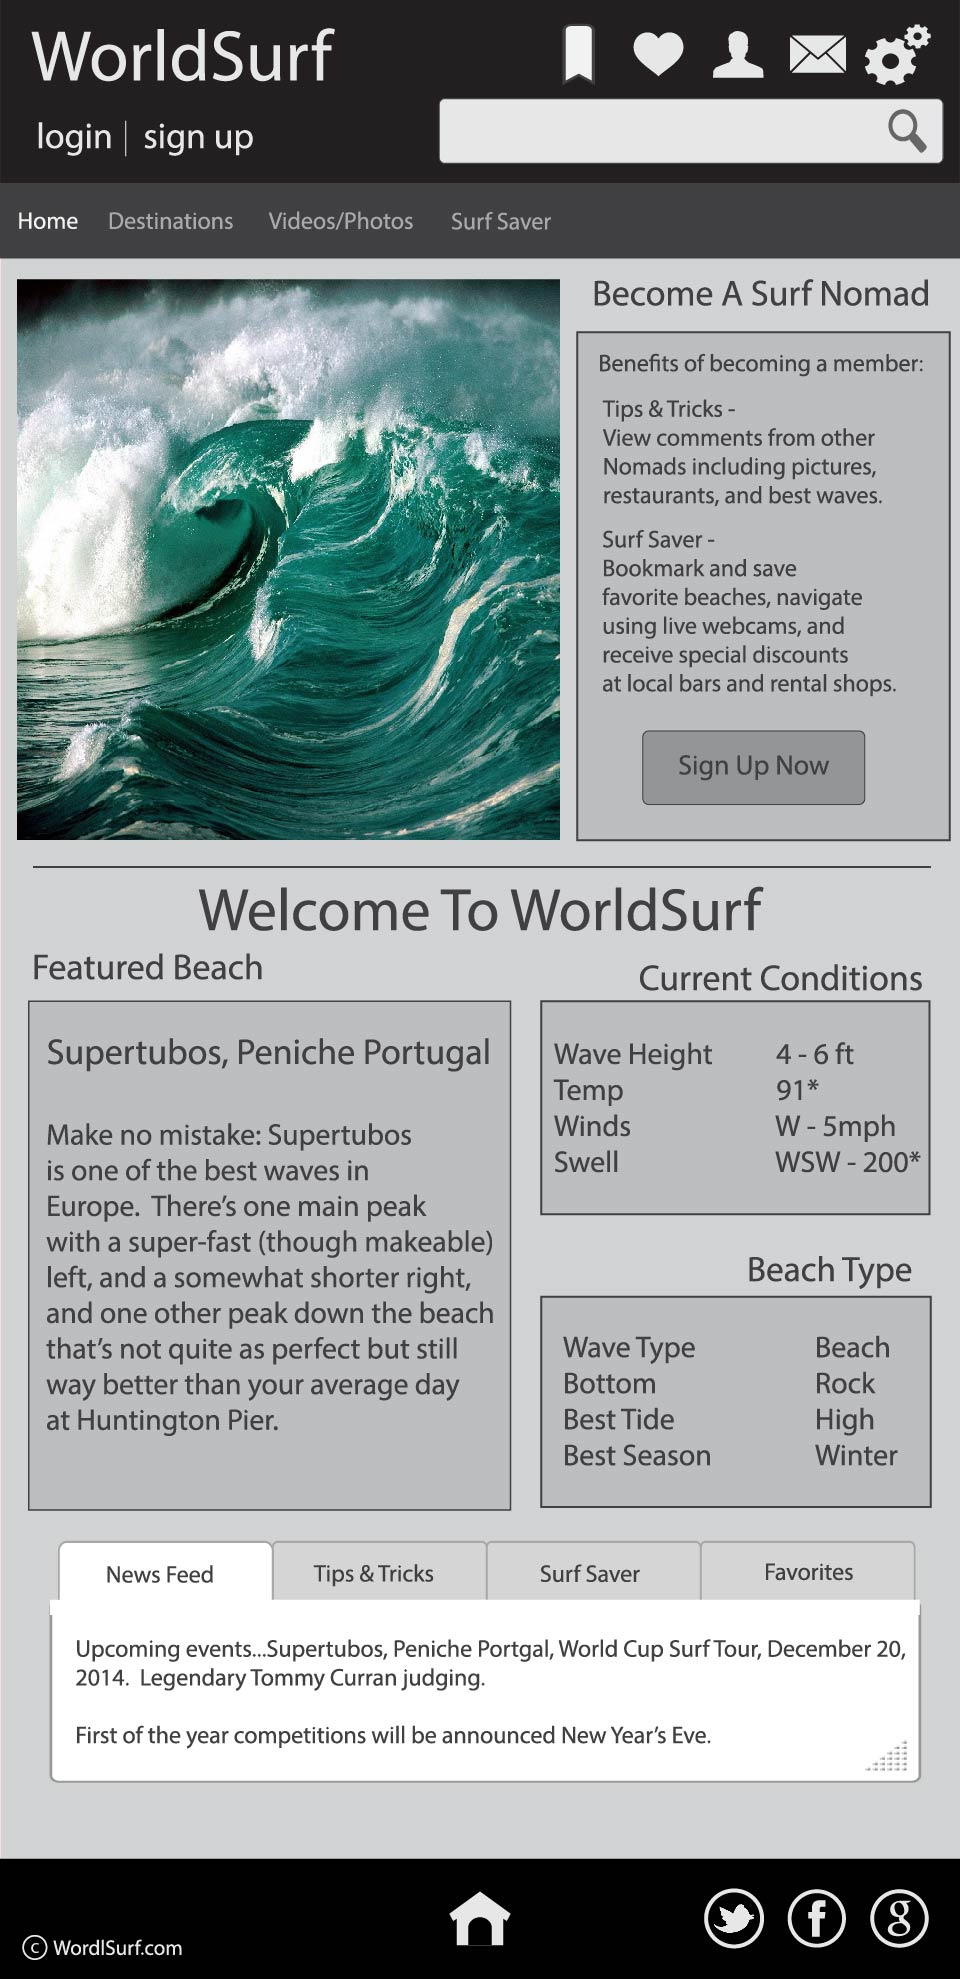 WorldSurf
login | sign up
Home Destinations Videos/Photos Surf Saver
Become A Surf Nomad
Benefits of becoming a member:
Tips & Tricks -
View comments from other
Nomads including pictures,
restaurants, and best waves.
Surf Saver -
Bookmark and save
favorite beaches, navigate
using live webcams, and
receive special discounts
at local bars and rental shops.
Sign Up Now
Welcome To WorldSurf
Featured Beach
Supertubos, Peniche Portugal
Make no mistake: Supertubos
is one of the best waves in
Europe. There's one main peak
with a super-fast (though makeable)
left, and a somewhat shorter right,
and one other peak down the beach
that's not quite as perfect but still
way better than your average day
at Huntington Pier.
Current Conditions
Wave Height 4 - 6 ft
Temp 91*
Winds W - 5mph
Swell WSW - 200*
Beach Type
Wave Type Beach
Bottom Rock
Best Tide High
Best Season Winter
News Feed Tips & Tricks Surf Saver Favorites
Upcoming events...Supertubos, Peniche Portgal, World Cup Surf Tour, December 20,
2014. Legendary Tommy Curran judging.
First of the year competitions will be announced New Year's Eve.
© WordlSurf.com
f g